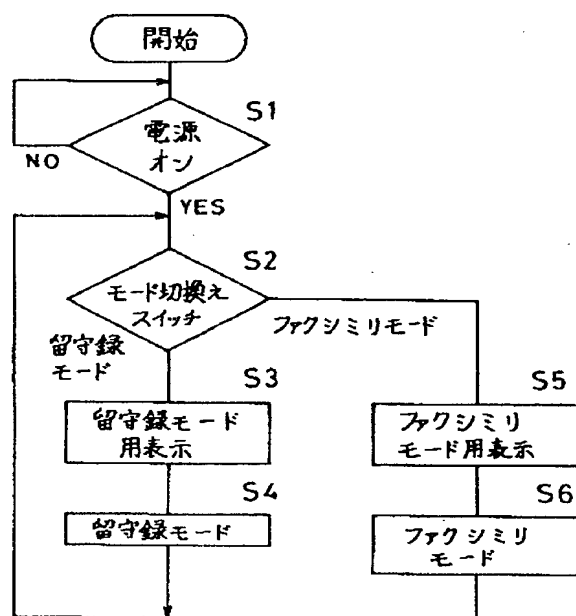 開始
S1
電源
オン
NO
YES
S2
モード切換え
スイッチ
留守録
モード
ファクシミリモード
S3
留守録モード
用表示
S4
留守録モード
S5
ファクシミリ
モード用表示
S6
ファクシミリ
モード